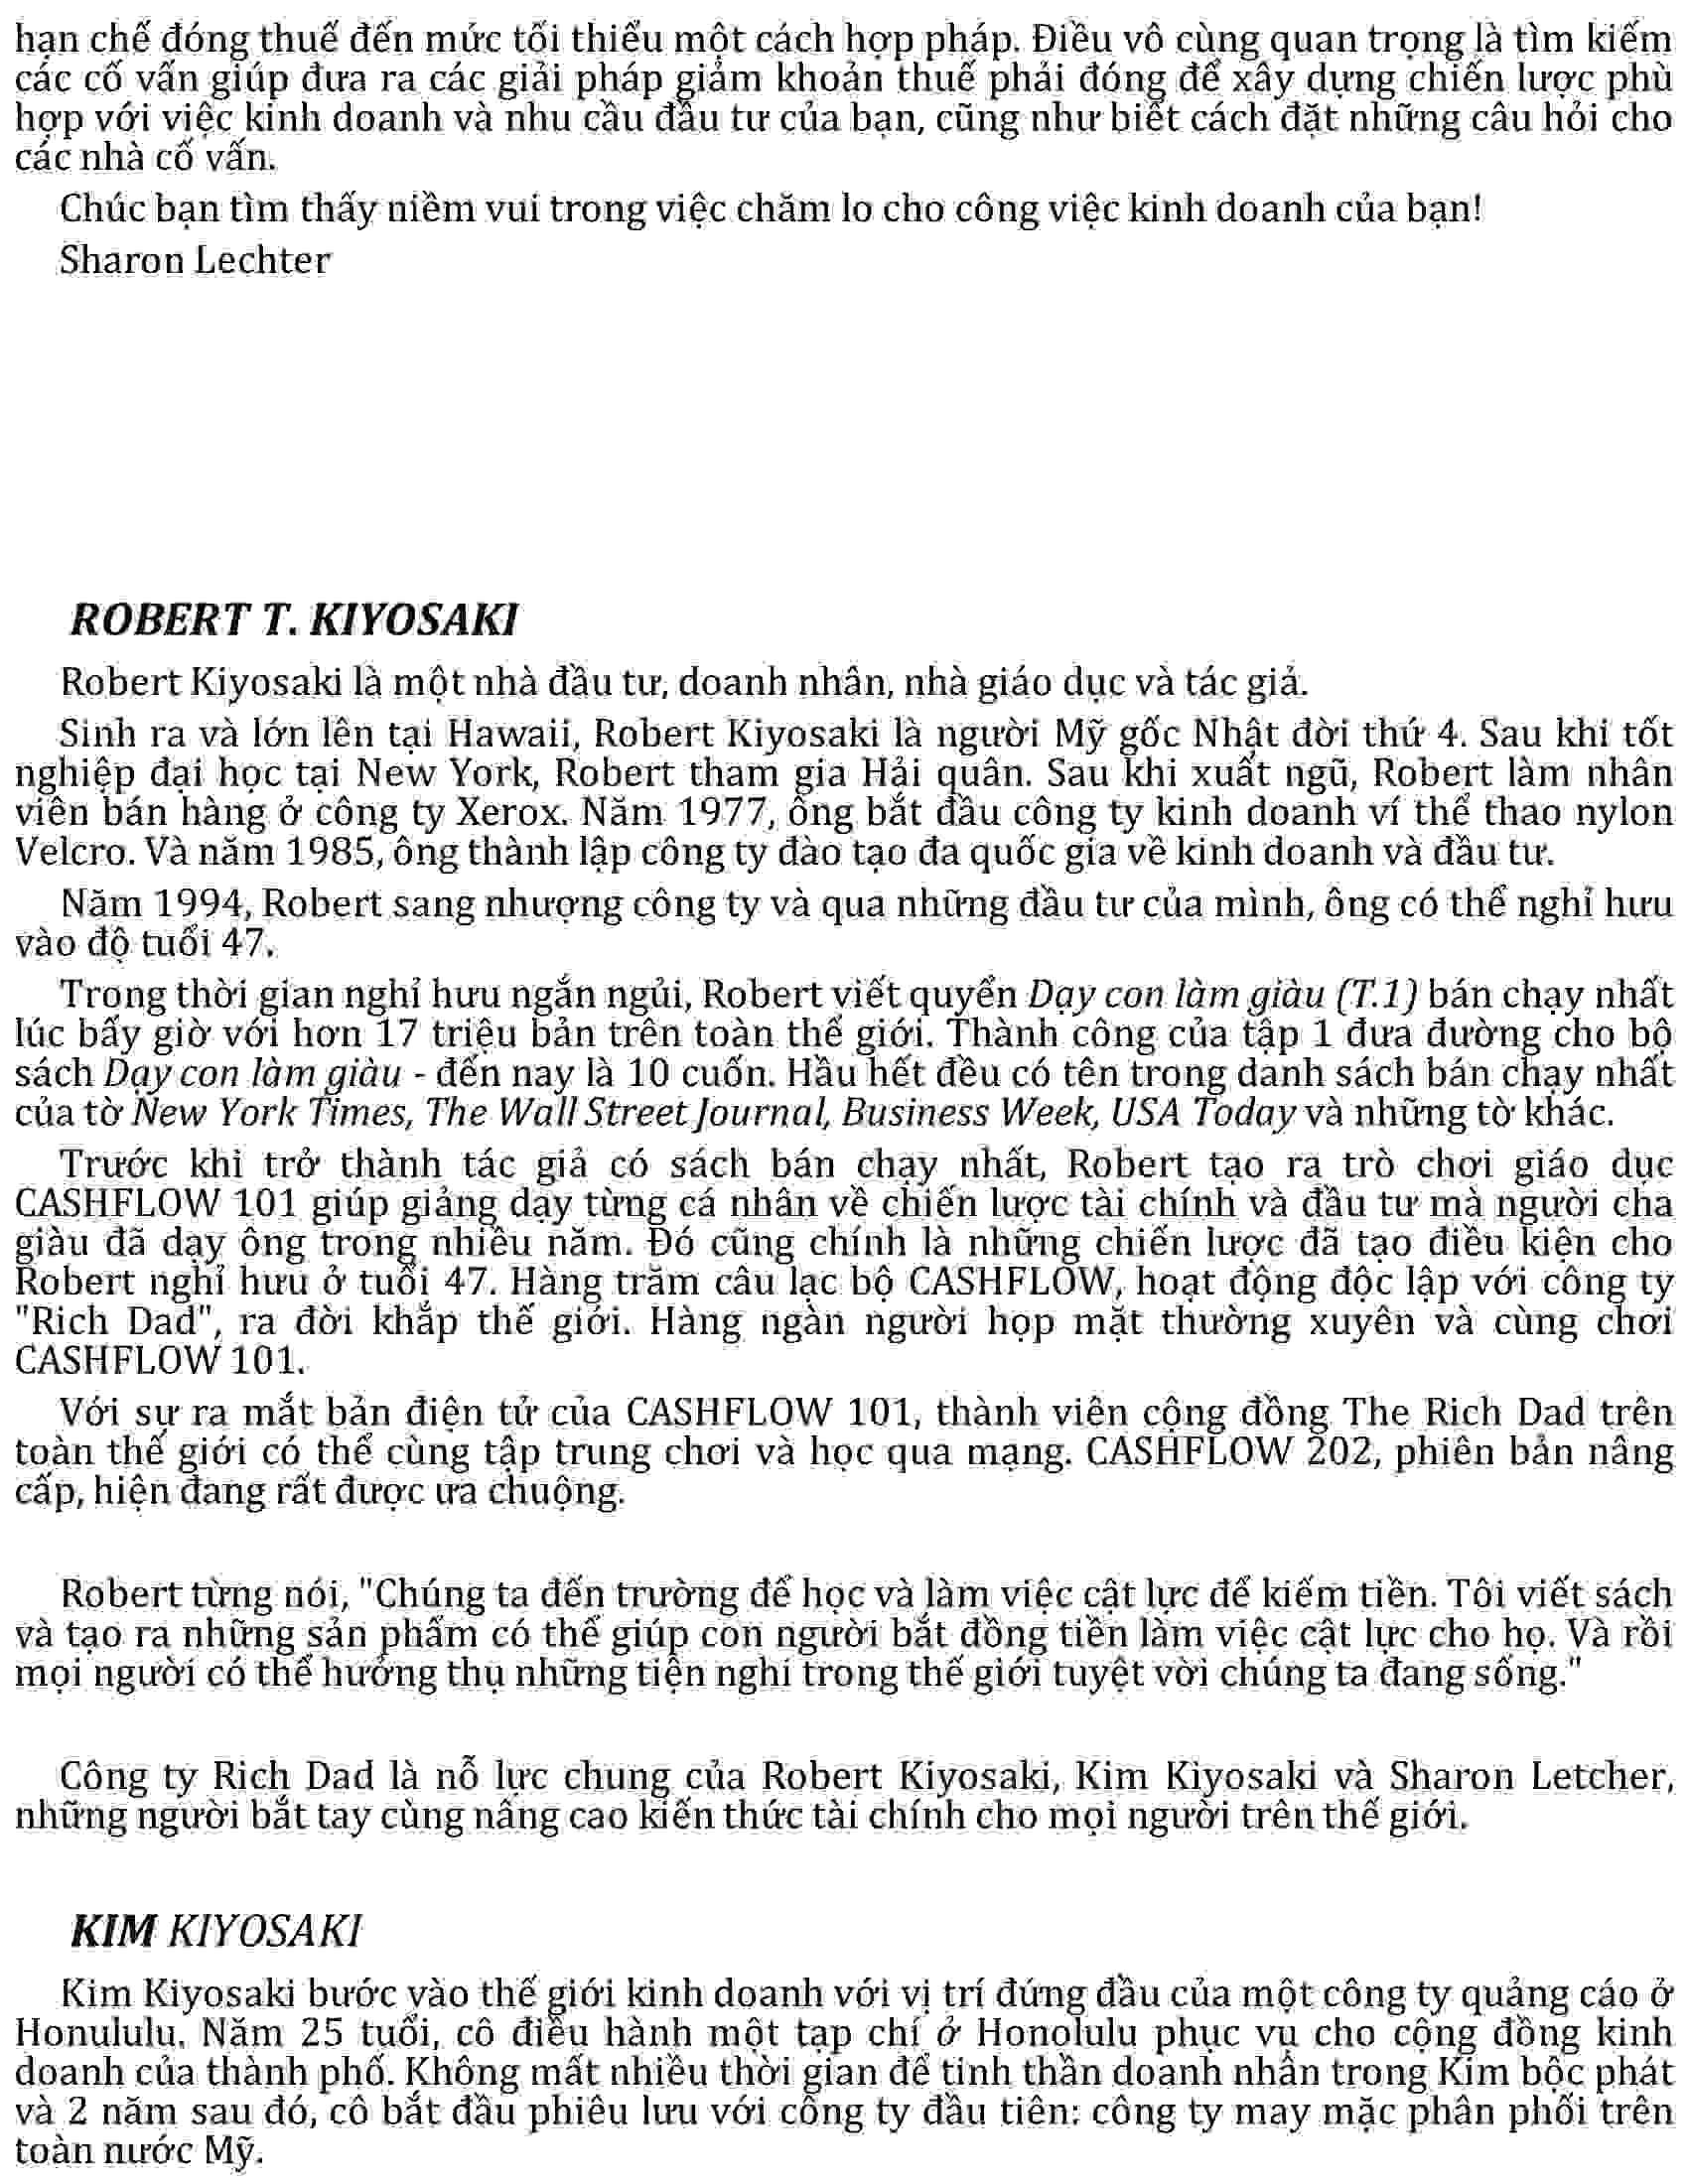 hạn chế đóng thuế đến mức tối thiểu một cách hợp pháp. Điều vô cùng quan trọng là tìm kiếm
các cố vấn giúp đưa ra các giải pháp giảm khoản thuế phải đóng để xây dựng chiến lược phù
hợp với việc kinh doanh và nhu cầu đầu tư của bạn, cũng như biết cách đặt những câu hỏi cho
các nhà cố vấn.
Chúc bạn tìm thấy niềm vui trong việc chăm lo cho công việc kinh doanh của bạn!
Sharon Lechter
ROBERT T. KIYOSAKI
Robert Kiyosaki là một nhà đầu tư, doanh nhân, nhà giáo dục và tác giả.
Sinh ra và lớn lên tại Hawaii, Robert Kiyosaki là người Mỹ gốc Nhật đời thứ 4. Sau khi tốt
nghiệp đại học tại New York, Robert tham gia Hải quân. Sau khi xuất ngũ, Robert làm nhân
viên bán hàng ở công ty Xerox. Năm 1977, ông bắt đầu công ty kinh doanh ví thể thao nylon
Velcro. Và năm 1985, ông thành lập công ty đào tạo đa quốc gia về kinh doanh và đầu tư.
Năm 1994, Robert sang nhượng công ty và qua những đầu tư của mình, ông có thể nghỉ hưu
vào độ tuổi 47.
Trong thời gian nghỉ hưu ngắn ngủi, Robert viết quyển Dạy con làm giàu (T.1) bán chạy nhất
lúc bấy giờ với hơn 17 triệu bản trên toàn thế giới. Thành công của tập 1 đưa đường cho bộ
sách Dạy con làm giàu - đến nay là 10 cuốn. Hầu hết đều có tên trong danh sách bán chạy nhất
của tờ New York Times, The Wall Street Journal, Business Week, USA Today và những tờ khác.
Trước khi trở thành tác giả có sách bán chạy nhất, Robert tạo ra trò chơi giáo dục
CASHFLOW 101 giúp giảng dạy từng cá nhân về chiến lược tài chính và đầu tư mà người cha
giàu đã dạy ông trong nhiều năm. Đó cũng chính là những chiến lược đã tạo điều kiện cho
Robert nghỉ hưu ở tuổi 47. Hàng trăm câu lạc bộ CASHFLOW, hoạt động độc lập với công ty
"Rich Dad", ra đời khắp thế giới. Hàng ngàn người họp mặt thường xuyên và cùng chơi
CASHFLOW 101.
Với sự ra mắt bản điện tử của CASHFLOW 101, thành viên cộng đồng The Rich Dad trên
toàn thế giới có thể cùng tập trung chơi và học qua mạng. CASHFLOW 202, phiên bản nâng
cấp, hiện đang rất được ưa chuộng.
Robert từng nói, "Chúng ta đến trường để học và làm việc cật lực để kiếm tiền. Tôi viết sách
và tạo ra những sản phẩm có thể giúp con người bắt đồng tiền làm việc cật lực cho họ. Và rồi
mọi người có thể hưởng thụ những tiện nghi trong thế giới tuyệt vời chúng ta đang sống."
Công ty Rich Dad là nỗ lực chung của Robert Kiyosaki, Kim Kiyosaki và Sharon Letcher,
những người bắt tay cùng nâng cao kiến thức tài chính cho mọi người trên thế giới.
KIM KIYOSAKI
Kim Kiyosaki bước vào thế giới kinh doanh với vị trí đứng đầu của một công ty quảng cáo ở
Honululu. Năm 25 tuổi, cô điều hành một tạp chí ở Honolulu phục vụ cho cộng đồng kinh
doanh của thành phố. Không mất nhiều thời gian để tinh thần doanh nhân trong Kim bộc phát
và 2 năm sau đó, cô bắt đầu phiêu lưu với công ty đầu tiên: công ty may mặc phân phối trên
toàn nước Mỹ.